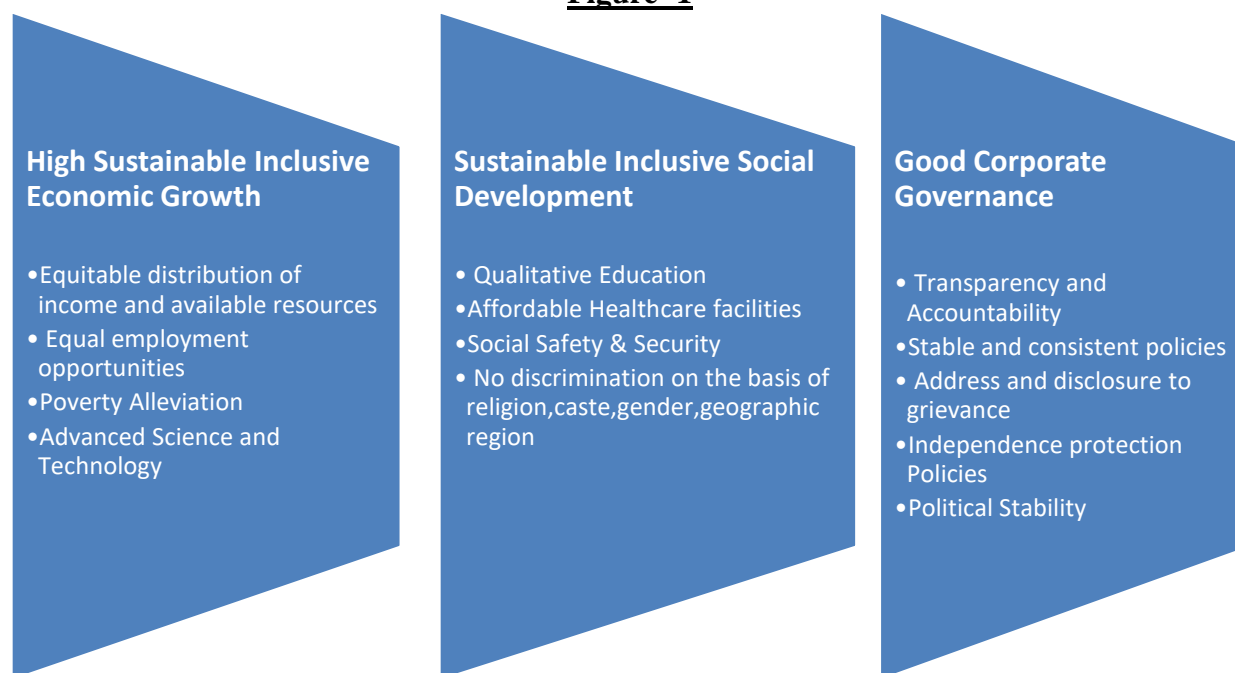 Figure-1
High Sustainable Inclusive
Economic Growth
•Equitable distribution of
income and available resources
• Equal employment
opportunities
•Poverty Alleviation
•Advanced Science and
Technology
Sustainable Inclusive Social
Development
• Qualitative Education
•Affordable Healthcare facilities
•Social Safety & Security
• No discrimination on the basis of
religion,caste,gender,geographic
region
Good Corporate
Governance
• Transparency and
Accountability
•Stable and consistent policies
• Address and disclosure to
grievance
•Independence protection
Policies
•Political Stability